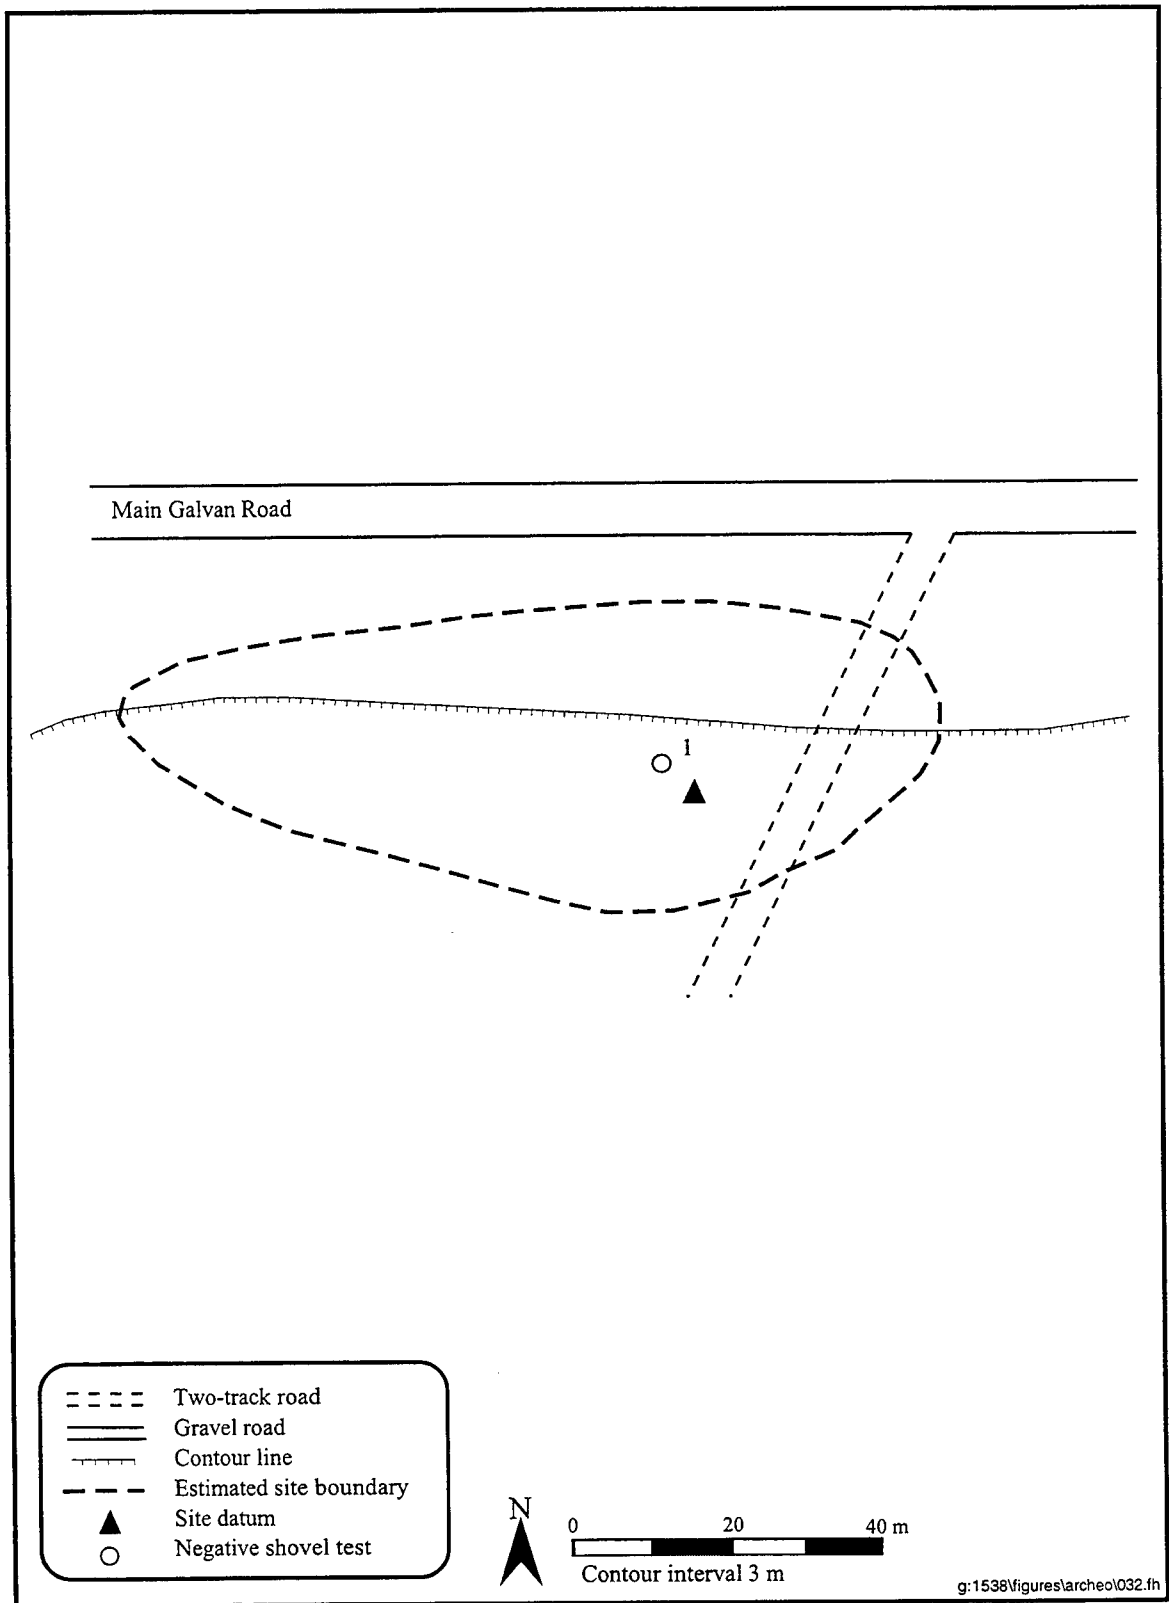 Main Galvan Road
1
Two-track road
Gravel road
Contour line
Estimated site boundary
Site datum
Negative shovel test
N
0 20 40 m
Contour interval 3 m
g:1538\figures\archeo\032.fh